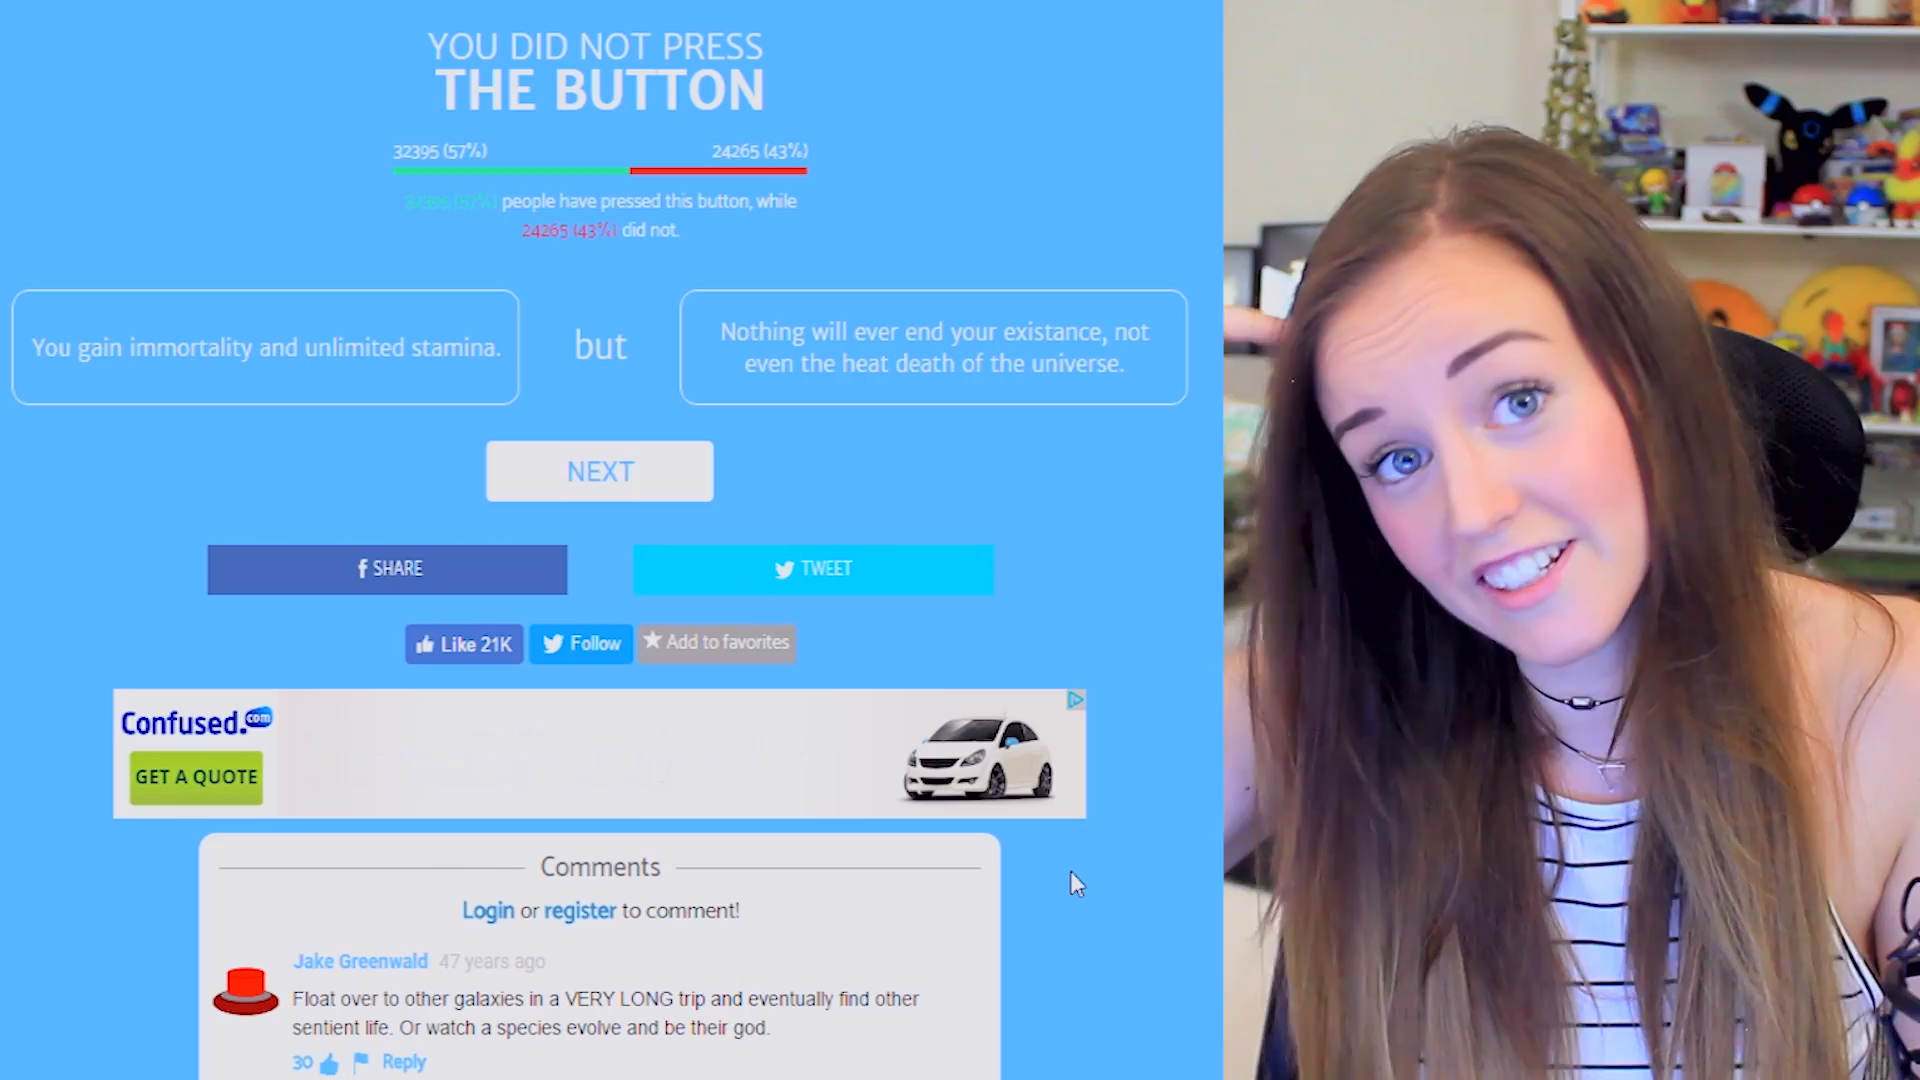 YOU DID NOT PRESS
THE BUTTON
32395 (57%) 24265 (43%)
32395 (57%) people have pressed this button, while
24265 (43%) did not.
You gain immortality and unlimited stamina.
but
Nothing will ever end your existance, not
even the heat death of the universe.
NEXT
f SHARE
TWEET
Like 21K
Follow
Add to favorites
Confused.com
GET A QUOTE
Comments
Login or register to comment!
Jake Greenwald 47 years ago
Float over to other galaxies in a VERY LONG trip and eventually find other
sentient life. Or watch a species evolve and be their god.
30 Reply